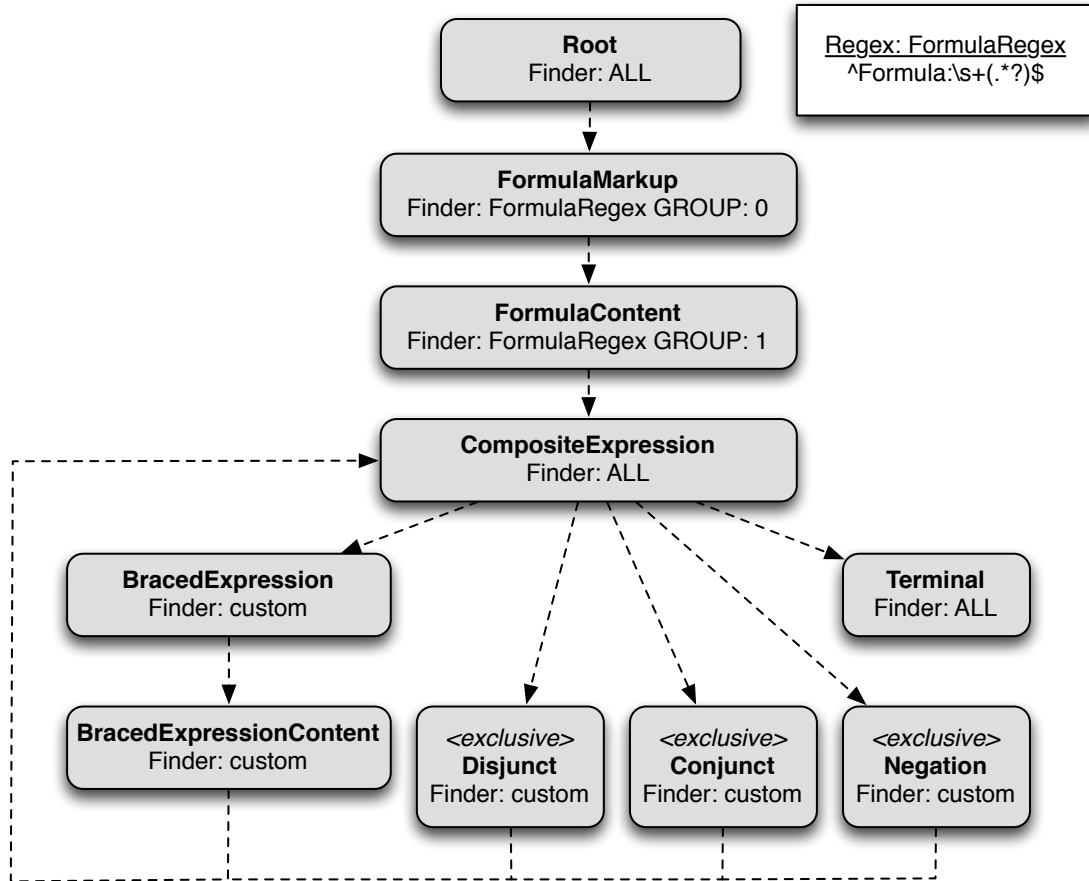 Root
Finder: ALL
Regex: FormulaRegex
^Formula:\s+(.*?)$
FormulaMarkup
Finder: FormulaRegex GROUP: 0
FormulaContent
Finder: FormulaRegex GROUP: 1
CompositeExpression
Finder: ALL
BracedExpression
Finder: custom
Terminal
Finder: ALL
BracedExpressionContent
Finder: custom
<exclusive>
Disjunct
Finder: custom
<exclusive>
Conjunct
Finder: custom
<exclusive>
Negation
Finder: custom